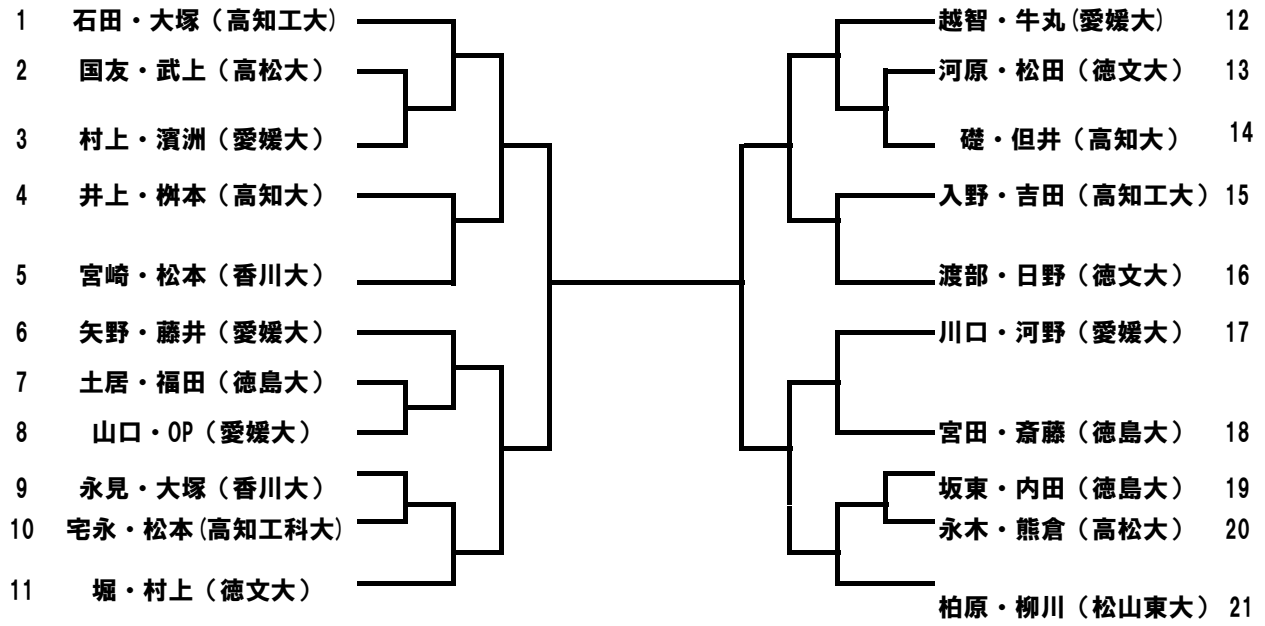 1 石田・大塚（高知工大）
2 国友・武上（高松大）
3 村上・濱洲（愛媛大）
4 井上・桝本（高知大）
5 宮崎・松本（香川大）
6 矢野・藤井（愛媛大）
7 土居・福田（徳島大）
8 山口・OP（愛媛大）
9 永見・大塚（香川大）
10 宅永・松本(高知工科大)
11 堀・村上（徳文大）
越智・牛丸(愛媛大) 12
河原・松田（徳文大） 13
礎・但井（高知大） 14
入野・吉田（高知工大） 15
渡部・日野（徳文大） 16
川口・河野（愛媛大） 17
宮田・斎藤（徳島大） 18
坂東・内田（徳島大） 19
永木・熊倉（高松大） 20
柏原・柳川（松山東大） 21